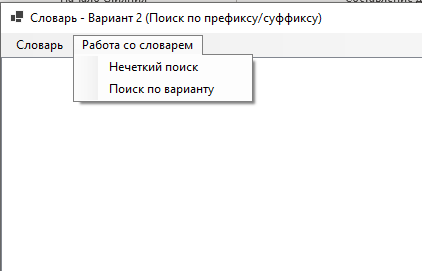 Словарь - Вариант 2 (Поиск по префиксу/суффиксу)
Словарь Работа со словарем
Нечеткий поиск
Поиск по варианту